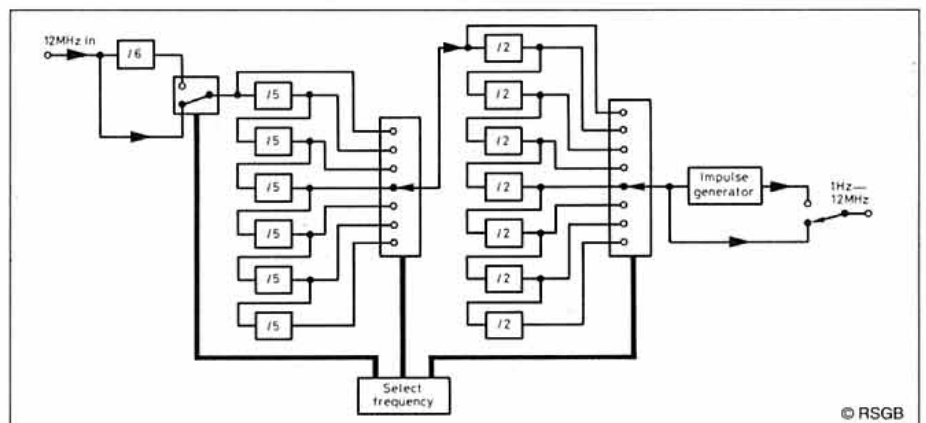 12MHz in
/6
/5
/5
/5
/5
/5
/5
/2
/2
/2
/2
/2
/2
/2
Impulse
generator
1Hz—
12MHz
Select
frequency
© RSGB